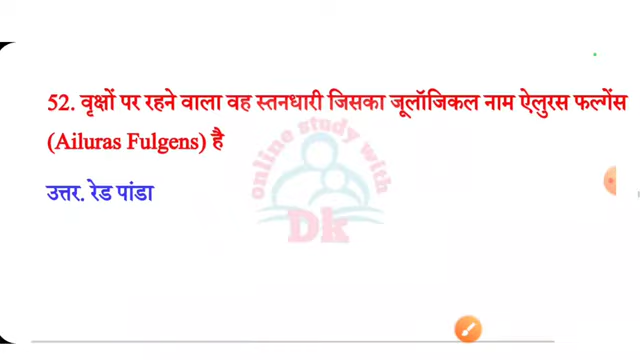 52. वृक्षों पर रहने वाला वह स्तनधारी जिसका जूलॉजिकल नाम ऐलुरस फल्गेंस
(Ailuras Fulgens) है
उत्तर. रेड पांडा
online study with
Dk